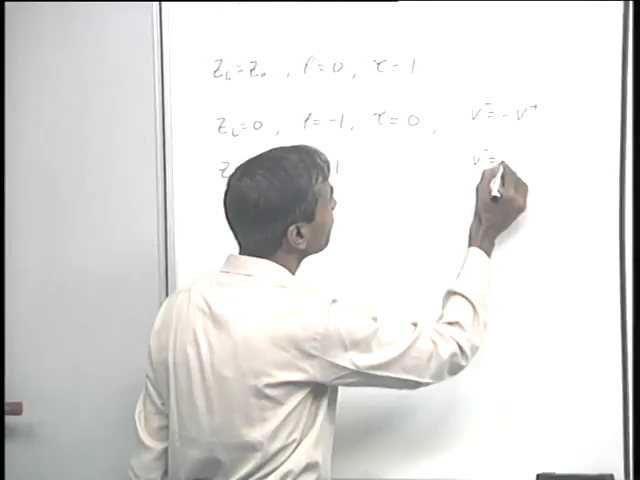 Z_L = Z_0 , ρ = 0 , τ = 1
Z_L = 0 , ρ = -1 , τ = 0 , V⁻ = - V⁺
Z 1 V⁻ =